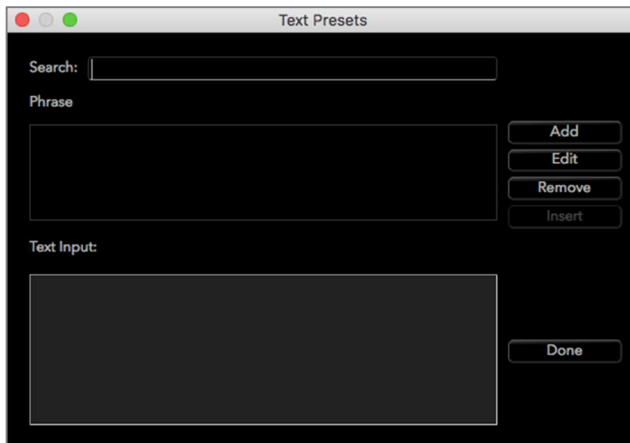 Text Presets
Search:
Phrase
Add
Edit
Remove
Insert
Text Input:
Done